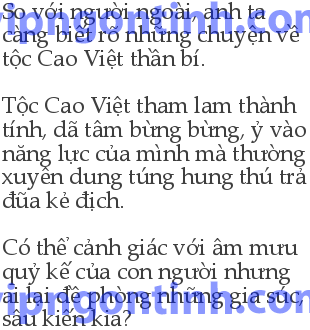 So với người ngoài, anh ta
càng biết rõ những chuyện về
tộc Cao Việt thần bí.
Tộc Cao Việt tham lam thành
tính, dã tâm bừng bừng, ỷ vào
năng lực của mình mà thường
xuyên dung túng hung thú trả
đũa kẻ địch.
Có thể cảnh giác với âm mưu
quỷ kế của con người nhưng
ai lại đề phòng những gia súc,
sâu kiến kia?